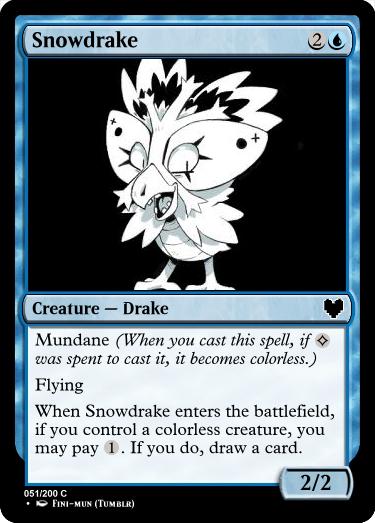 Snowdrake 2
Creature — Drake
Mundane (When you cast this spell, if
was spent to cast it, it becomes colorless.)
Flying
When Snowdrake enters the battlefield,
if you control a colorless creature, you
may pay 1. If you do, draw a card.
2/2
051/200 C
• Fini-mun (Tumblr)